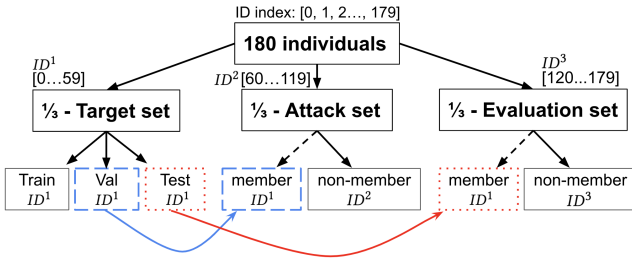 ID index: [0, 1, 2..., 179]
180 individuals
ID¹
[0...59]
ID² [60...119]
ID³
[120...179]
⅓ - Target set
⅓ - Attack set
⅓ - Evaluation set
Train
ID¹
Val
ID¹
Test
ID¹
member
ID¹
non-member
ID²
member
ID¹
non-member
ID³